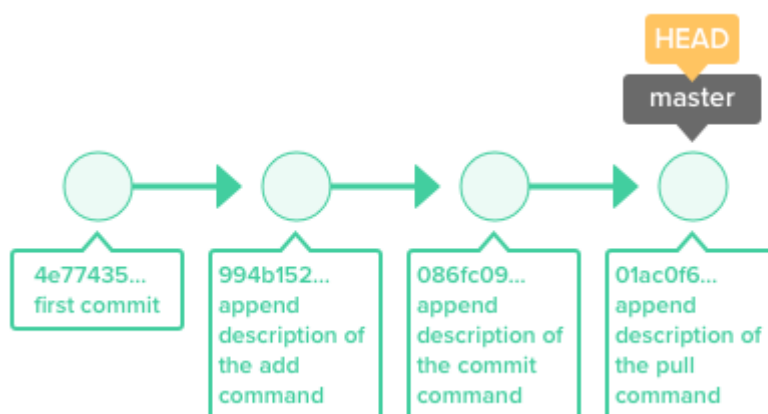 HEAD
master
4e77435...
first commit
994b152...
append
description of
the add
command
086fc09...
append
description of
the commit
command
01ac0f6...
append
description of
the pull
command